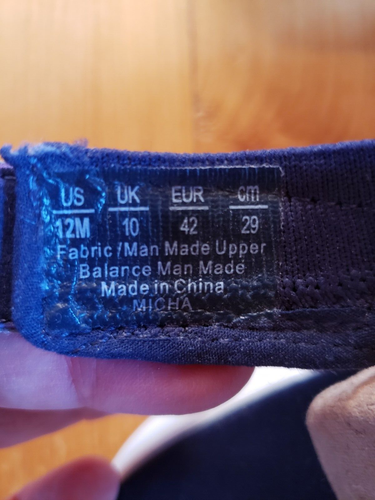 US UK EUR cm
12M 10 42 29
Fabric/Man Made Upper
Balance Man Made
Made in China
MICHA